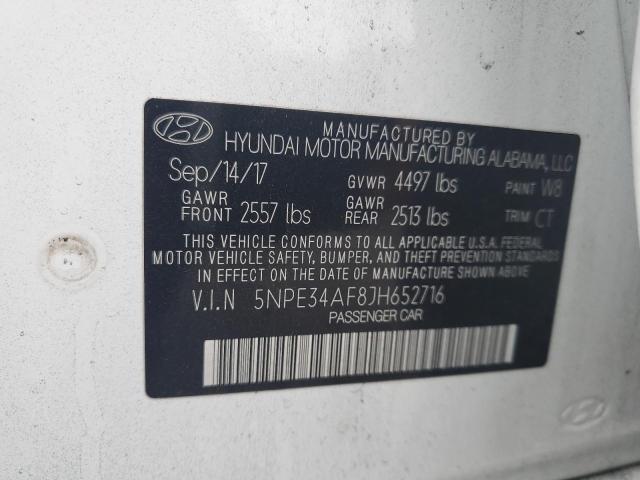 MANUFACTURED BY
HYUNDAI MOTOR MANUFACTURING ALABAMA, LLC
Sep/14/17 GVWR 4497 lbs PAINT W8
GAWR FRONT 2557 lbs GAWR REAR 2513 lbs TRIM CT
THIS VEHICLE CONFORMS TO ALL APPLICABLE U.S.A. FEDERAL
MOTOR VEHICLE SAFETY, BUMPER, AND THEFT PREVENTION STANDARDS
IN EFFECT ON THE DATE OF MANUFACTURE SHOWN ABOVE.
V.I.N 5NPE34AF8JH652716
PASSENGER CAR